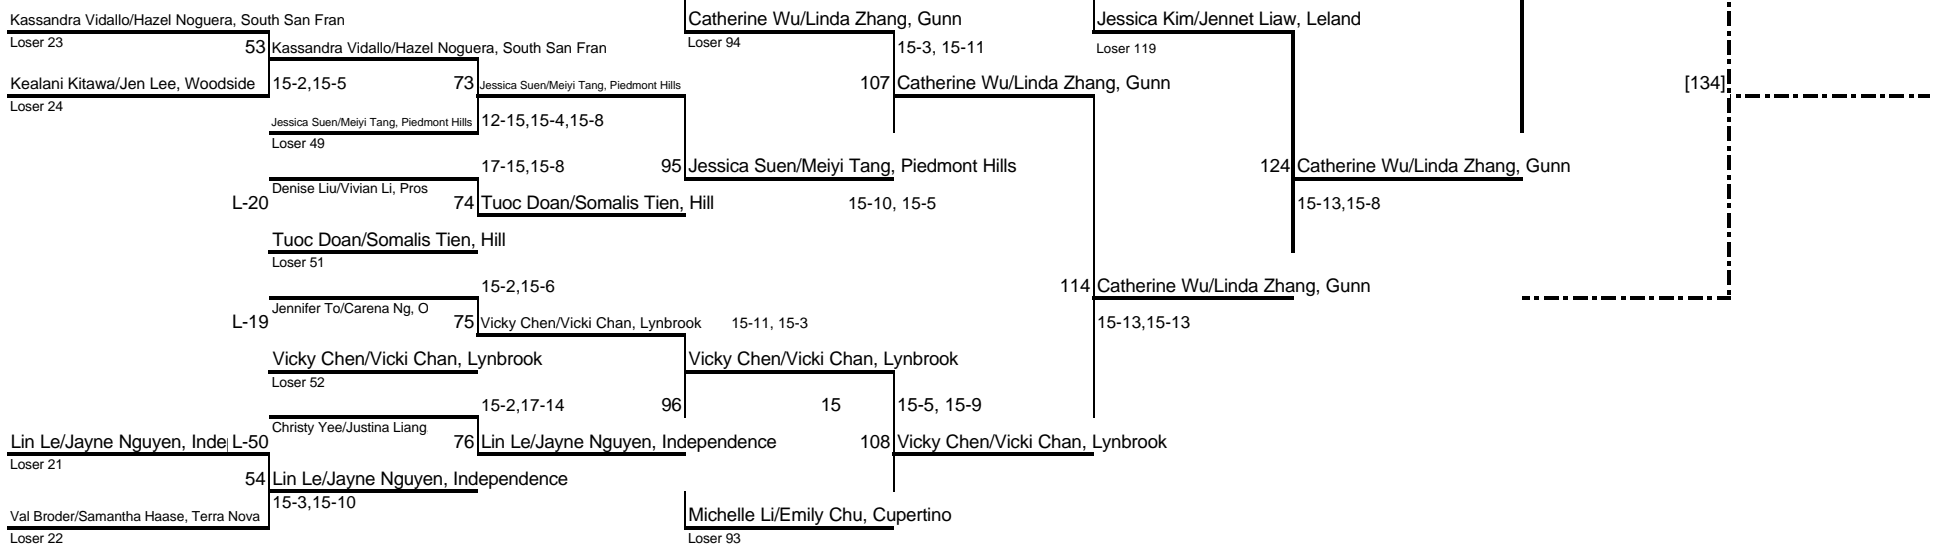 Kassandra Vidallo/Hazel Noguera, South San Fran
Catherine Wu/Linda Zhang, Gunn
Jessica Kim/Jennet Liaw, Leland
Loser 23
53 Kassandra Vidallo/Hazel Noguera, South San Fran
Loser 94
15-3, 15-11
Loser 119
Kealani Kitawa/Jen Lee, Woodside
15-2,15-5
73 Jessica Suen/Meiyi Tang, Piedmont Hills
107 Catherine Wu/Linda Zhang, Gunn
[134]
Loser 24
Jessica Suen/Meiyi Tang, Piedmont Hills
12-15,15-4,15-8
Loser 49
17-15,15-8
95 Jessica Suen/Meiyi Tang, Piedmont Hills
124 Catherine Wu/Linda Zhang, Gunn
Denise Liu/Vivian Li, Pros
L-20
74 Tuoc Doan/Somalis Tien, Hill
15-10, 15-5
15-13,15-8
Tuoc Doan/Somalis Tien, Hill
Loser 51
15-2,15-6
114 Catherine Wu/Linda Zhang, Gunn
Jennifer To/Carena Ng, O
L-19
75 Vicky Chen/Vicki Chan, Lynbrook
15-11, 15-3
15-13,15-13
Vicky Chen/Vicki Chan, Lynbrook
Vicky Chen/Vicki Chan, Lynbrook
Loser 52
15-2,17-14
96
15
15-5, 15-9
Christy Yee/Justina Liang
Lin Le/Jayne Nguyen, Inde
L-50
76 Lin Le/Jayne Nguyen, Independence
108 Vicky Chen/Vicki Chan, Lynbrook
Loser 21
54 Lin Le/Jayne Nguyen, Independence
15-3,15-10
Val Broder/Samantha Haase, Terra Nova
Michelle Li/Emily Chu, Cupertino
Loser 22
Loser 93